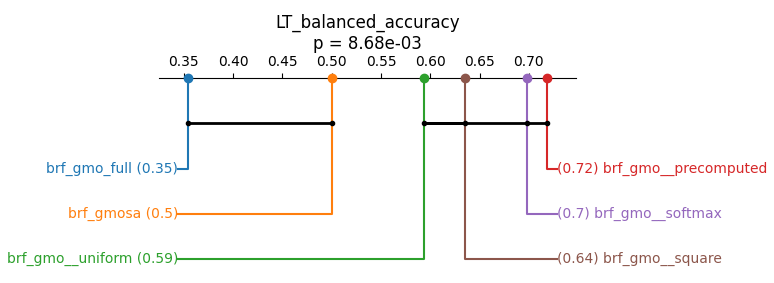 LT_balanced_accuracy
p = 8.68e-03
0.35 0.40 0.45 0.50 0.55 0.60 0.65 0.70
brf_gmo_full (0.35) (0.72) brf_gmo__precomputed
brf_gmosa (0.5) (0.7) brf_gmo__softmax
brf_gmo__uniform (0.59) (0.64) brf_gmo__square